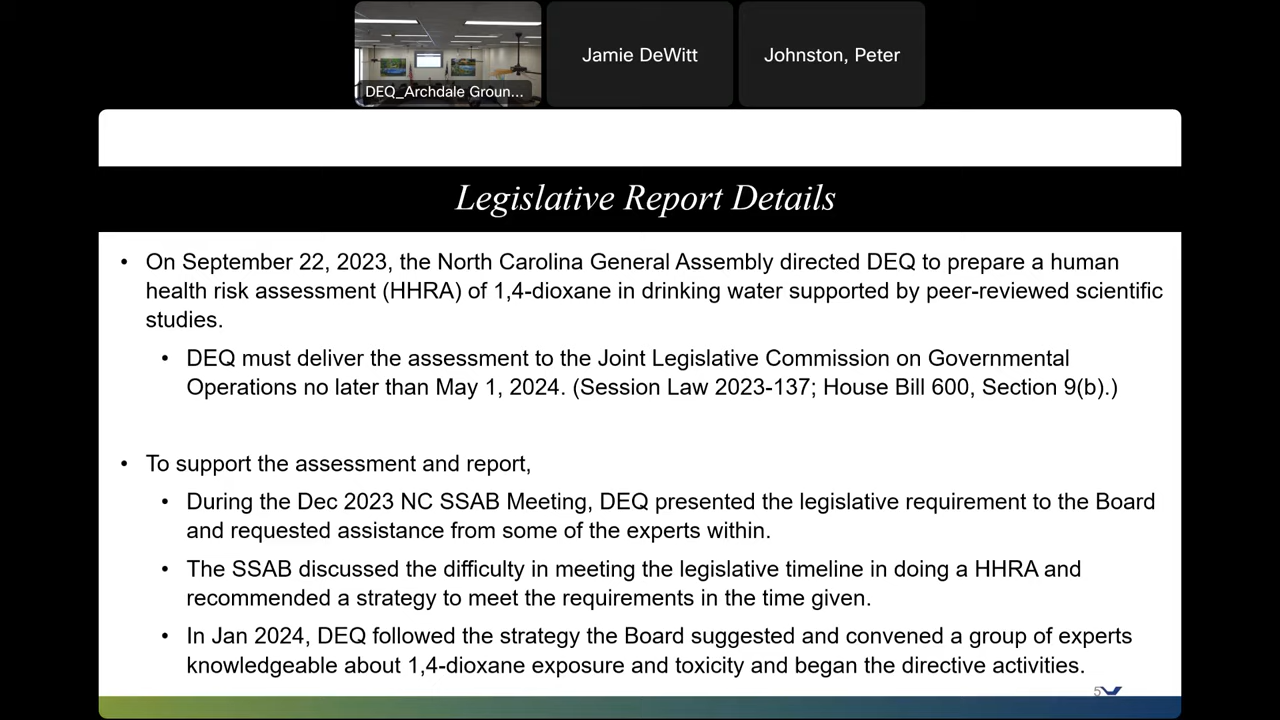 DEQ_Archdale Groun...
Jamie DeWitt
Johnston, Peter
Legislative Report Details
• On September 22, 2023, the North Carolina General Assembly directed DEQ to prepare a human
health risk assessment (HHRA) of 1,4-dioxane in drinking water supported by peer-reviewed scientific
studies.
• DEQ must deliver the assessment to the Joint Legislative Commission on Governmental
Operations no later than May 1, 2024. (Session Law 2023-137; House Bill 600, Section 9(b).)
• To support the assessment and report,
• During the Dec 2023 NC SSAB Meeting, DEQ presented the legislative requirement to the Board
and requested assistance from some of the experts within.
• The SSAB discussed the difficulty in meeting the legislative timeline in doing a HHRA and
recommended a strategy to meet the requirements in the time given.
• In Jan 2024, DEQ followed the strategy the Board suggested and convened a group of experts
knowledgeable about 1,4-dioxane exposure and toxicity and began the directive activities.
5